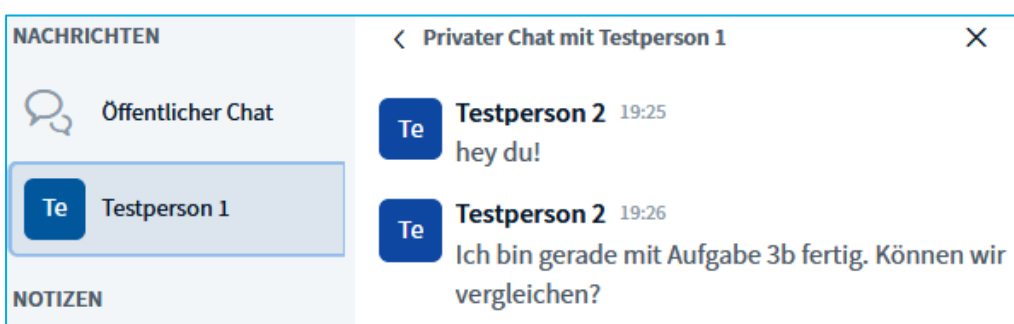 NACHRICHTEN
Öffentlicher Chat
Te Testperson 1
NOTIZEN
Privater Chat mit Testperson 1
Te
Testperson 2 19:25
hey du!
Te
Testperson 2 19:26
Ich bin gerade mit Aufgabe 3b fertig. Können wir
vergleichen?